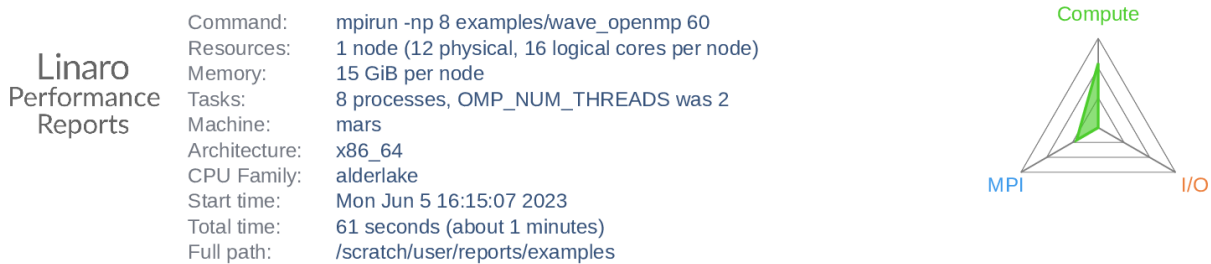 Linaro
Performance
Reports
Command: mpirun -np 8 examples/wave_openmp 60
Resources: 1 node (12 physical, 16 logical cores per node)
Memory: 15 GiB per node
Tasks: 8 processes, OMP_NUM_THREADS was 2
Machine: mars
Architecture: x86_64
CPU Family: alderlake
Start time: Mon Jun 5 16:15:07 2023
Total time: 61 seconds (about 1 minutes)
Full path: /scratch/user/reports/examples
Compute
MPI
I/O